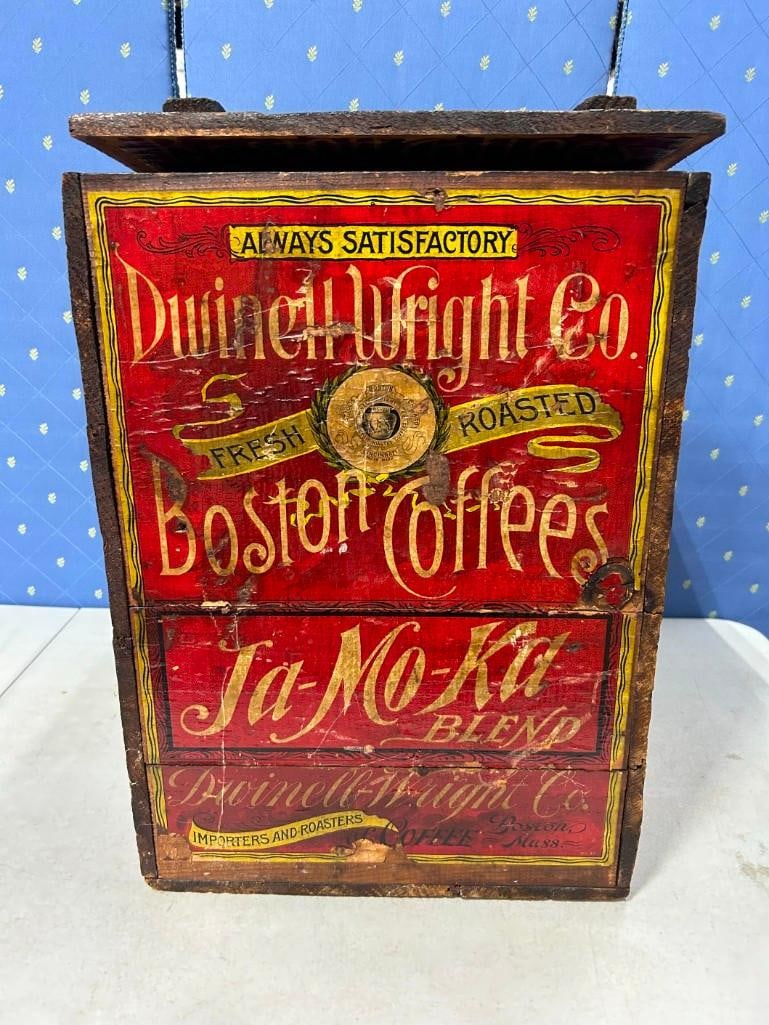 ALWAYS SATISFACTORY
Dwinell-Wright Co.
FRESH ROASTED
Boston Coffees
Ja-Mo-Ka
BLEND
Dwinell-Wright Co.
IMPORTERS AND ROASTERS
COFFEE Boston, Mass.